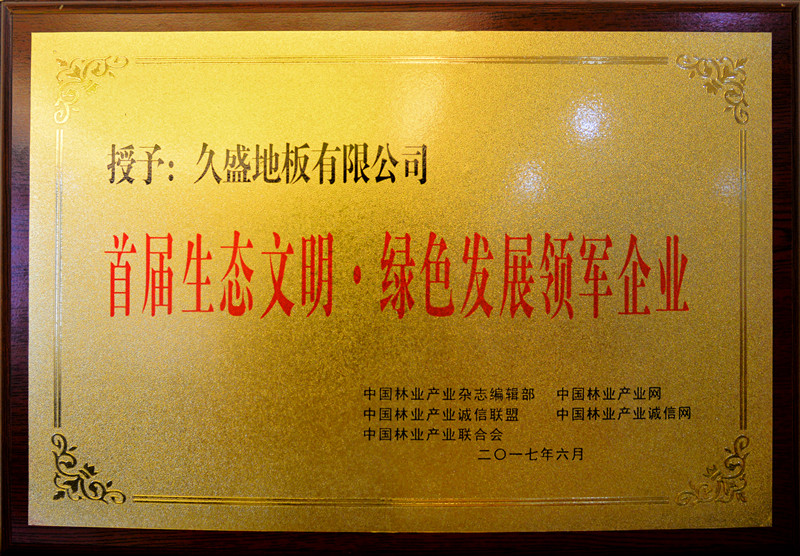 授予：久盛地板有限公司
首届生态文明·绿色发展领军企业
中国林业产业杂志编辑部 中国林业产业网
中国林业产业诚信联盟 中国林业产业诚信网
中国林业产业联合会
二〇一七年六月